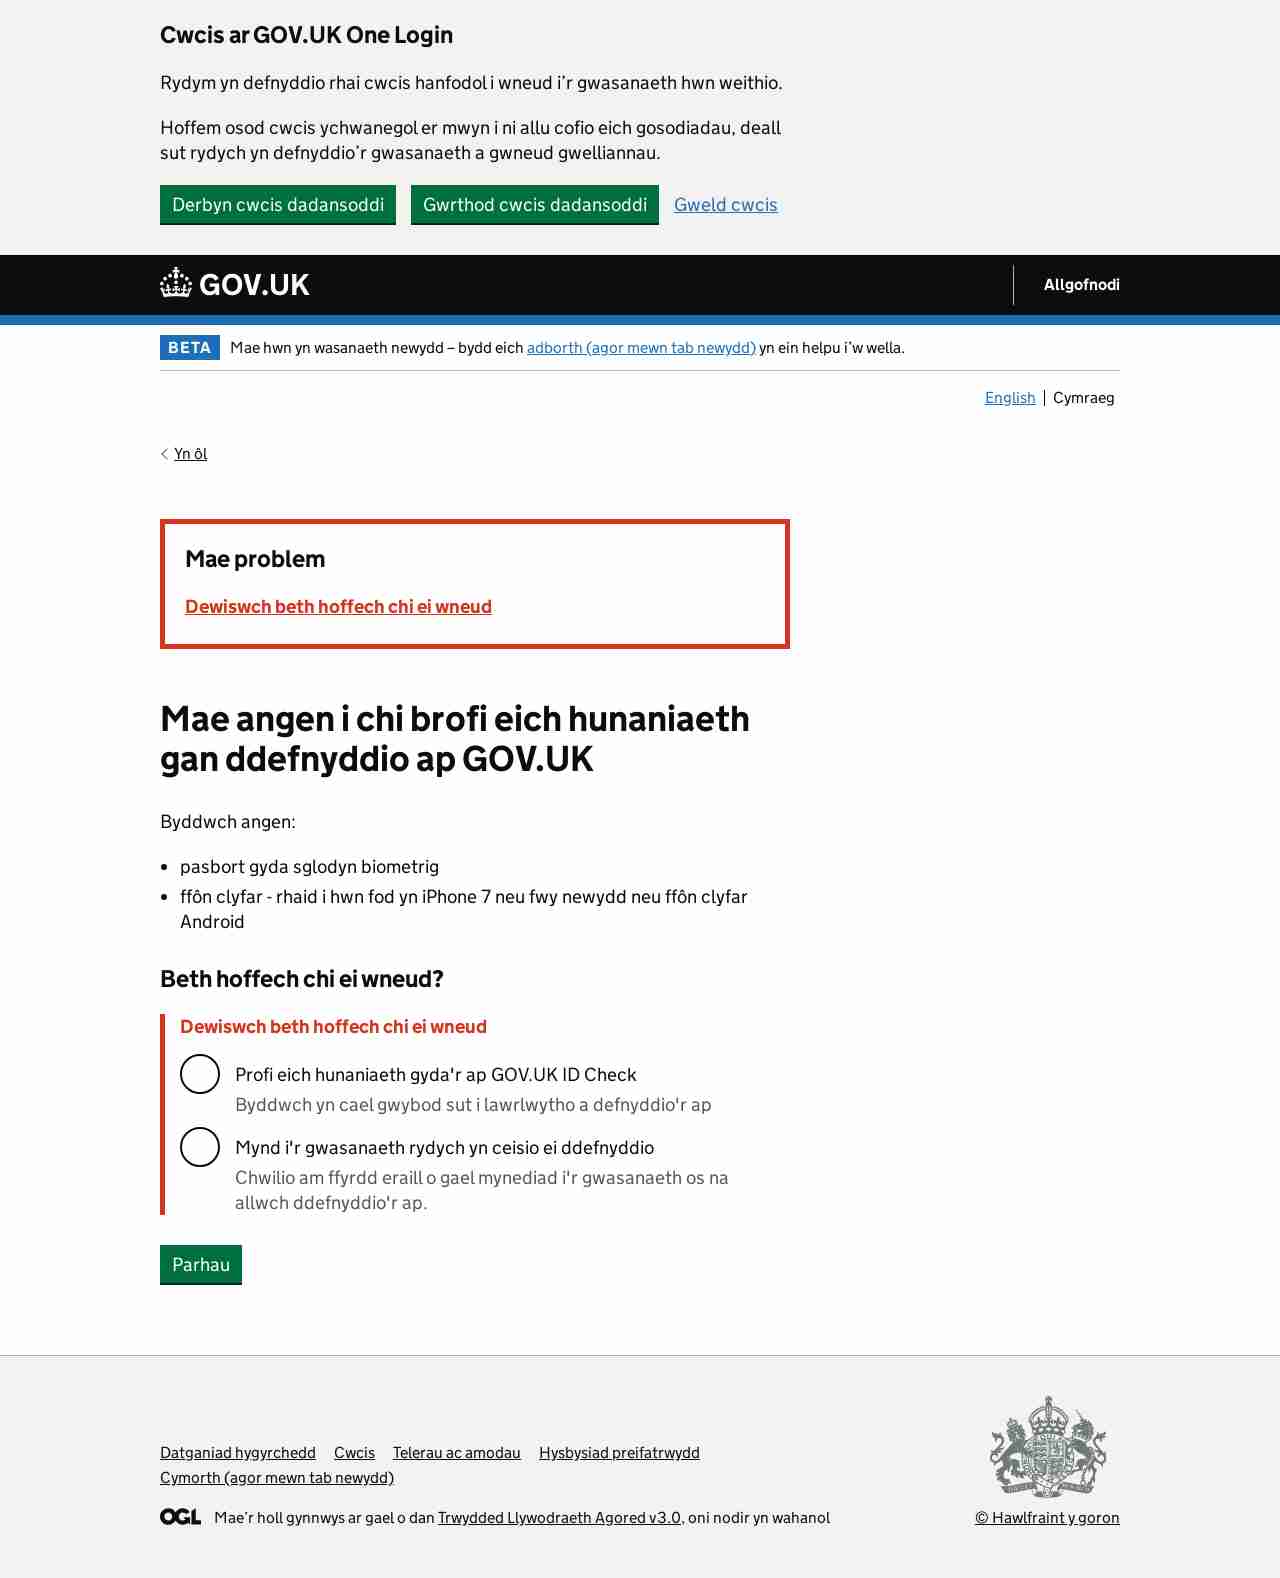 Cwcis ar GOV.UK One Login
Rydym yn defnyddio rhai cwcis hanfodol i wneud i’r gwasanaeth hwn weithio.
Hoffem osod cwcis ychwanegol er mwyn i ni allu cofio eich gosodiadau, deall
sut rydych yn defnyddio’r gwasanaeth a gwneud gwelliannau.
Derbyn cwcis dadansoddi Gwrthod cwcis dadansoddi Gweld cwcis
GOV.UK Allgofnodi
BETA Mae hwn yn wasanaeth newydd – bydd eich adborth (agor mewn tab newydd) yn ein helpu i’w wella.
English Cymraeg
Yn ôl
Mae problem
Dewiswch beth hoffech chi ei wneud
Mae angen i chi brofi eich hunaniaeth
gan ddefnyddio ap GOV.UK
Byddwch angen:
• pasbort gyda sglodyn biometrig
• ffôn clyfar - rhaid i hwn fod yn iPhone 7 neu fwy newydd neu ffôn clyfar
Android
Beth hoffech chi ei wneud?
Dewiswch beth hoffech chi ei wneud
Profi eich hunaniaeth gyda'r ap GOV.UK ID Check
Byddwch yn cael gwybod sut i lawrlwytho a defnyddio'r ap
Mynd i'r gwasanaeth rydych yn ceisio ei ddefnyddio
Chwilio am ffyrdd eraill o gael mynediad i'r gwasanaeth os na
allwch ddefnyddio'r ap.
Parhau
Datganiad hygyrchedd Cwcis Telerau ac amodau Hysbysiad preifatrwydd
Cymorth (agor mewn tab newydd)
OGL Mae’r holl gynnwys ar gael o dan Trwydded Llywodraeth Agored v3.0, oni nodir yn wahanol
© Hawlfraint y goron